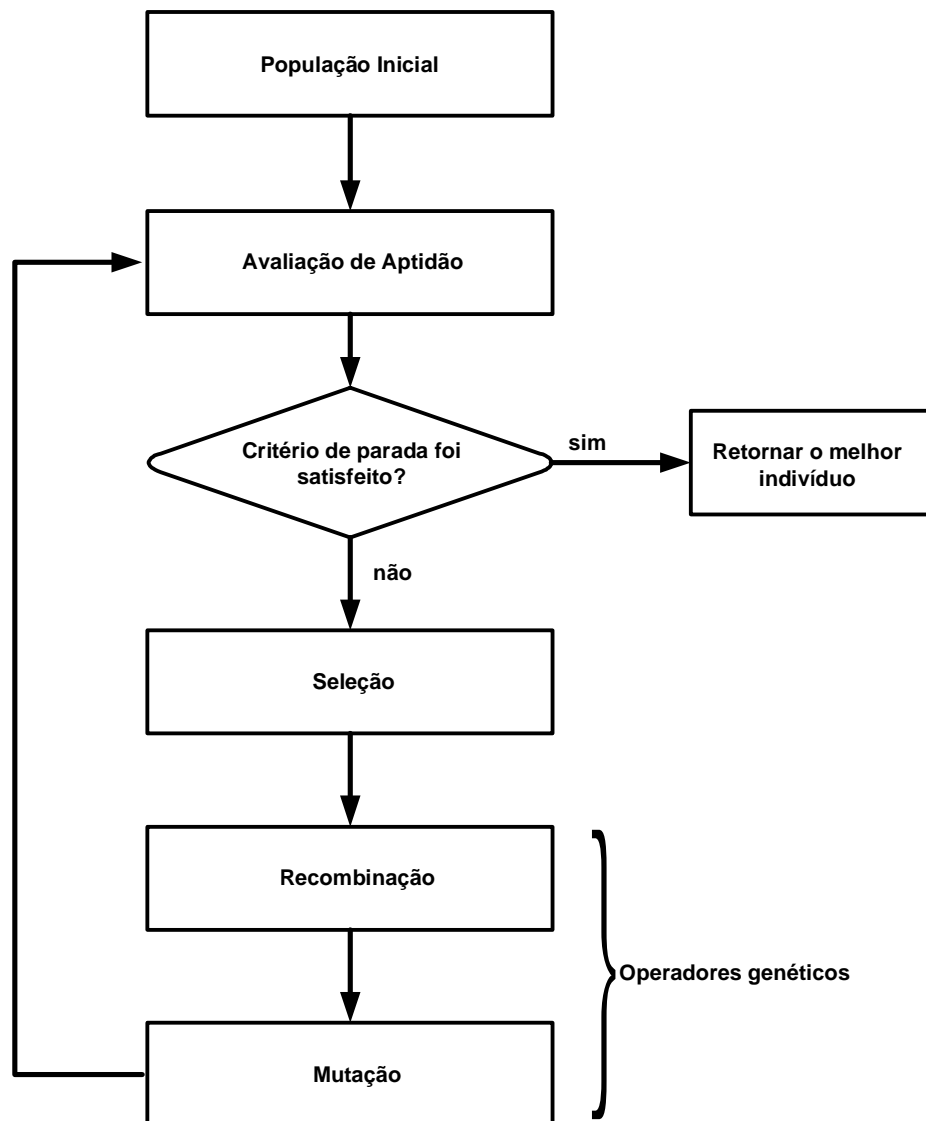 População Inicial
Avaliação de Aptidão
Critério de parada foi
satisfeito?
sim
Retornar o melhor
indivíduo
não
Seleção
Recombinação
Operadores genéticos
Mutação